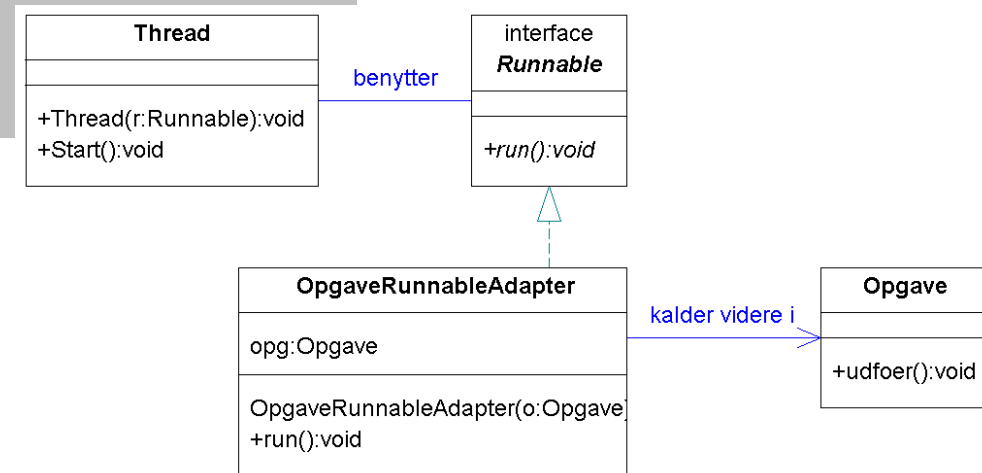 Thread
+Thread(r:Runnable):void
+Start():void
benytter
interface
Runnable
+run():void
OpgaveRunnableAdapter
opg:Opgave
OpgaveRunnableAdapter(o:Opgave)
+run():void
kalder videre i
Opgave
+udfoer():void